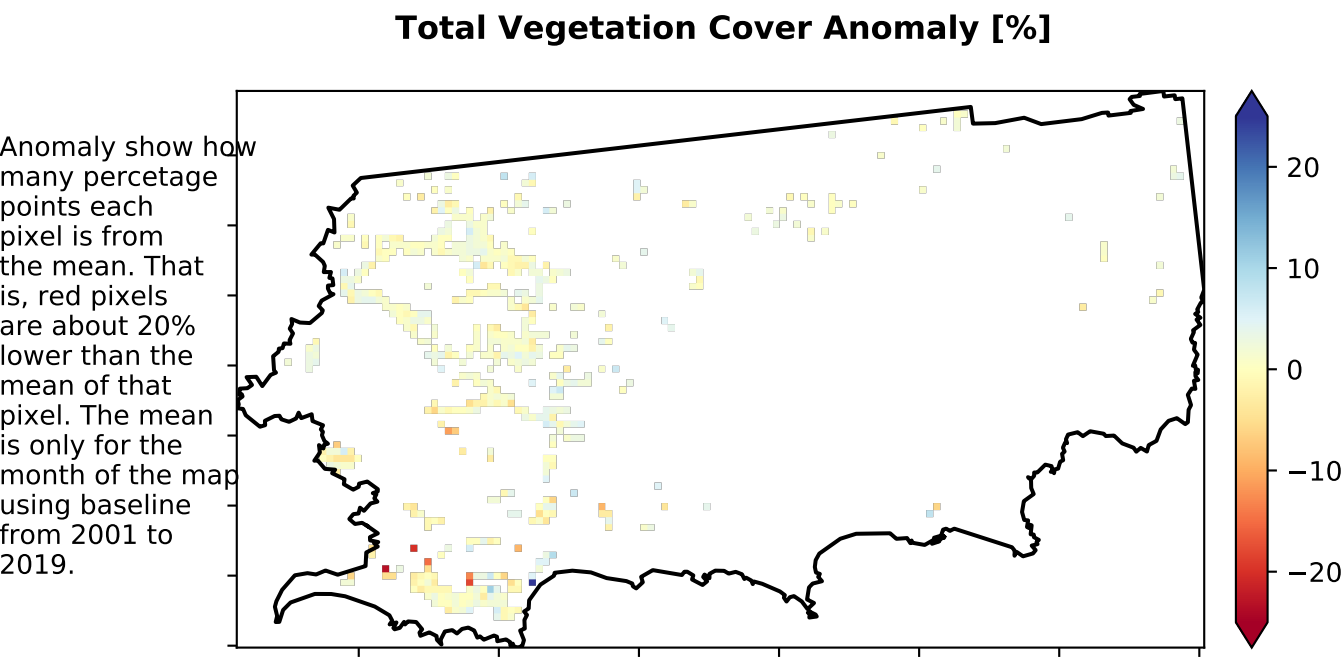 Total Vegetation Cover Anomaly [%]
Anomaly show how
many percetage
points each
pixel is from
the mean. That
is, red pixels
are about 20%
lower than the
mean of that
pixel. The mean
is only for the
month of the map
using baseline
from 2001 to
2019.
20
10
0
−10
−20